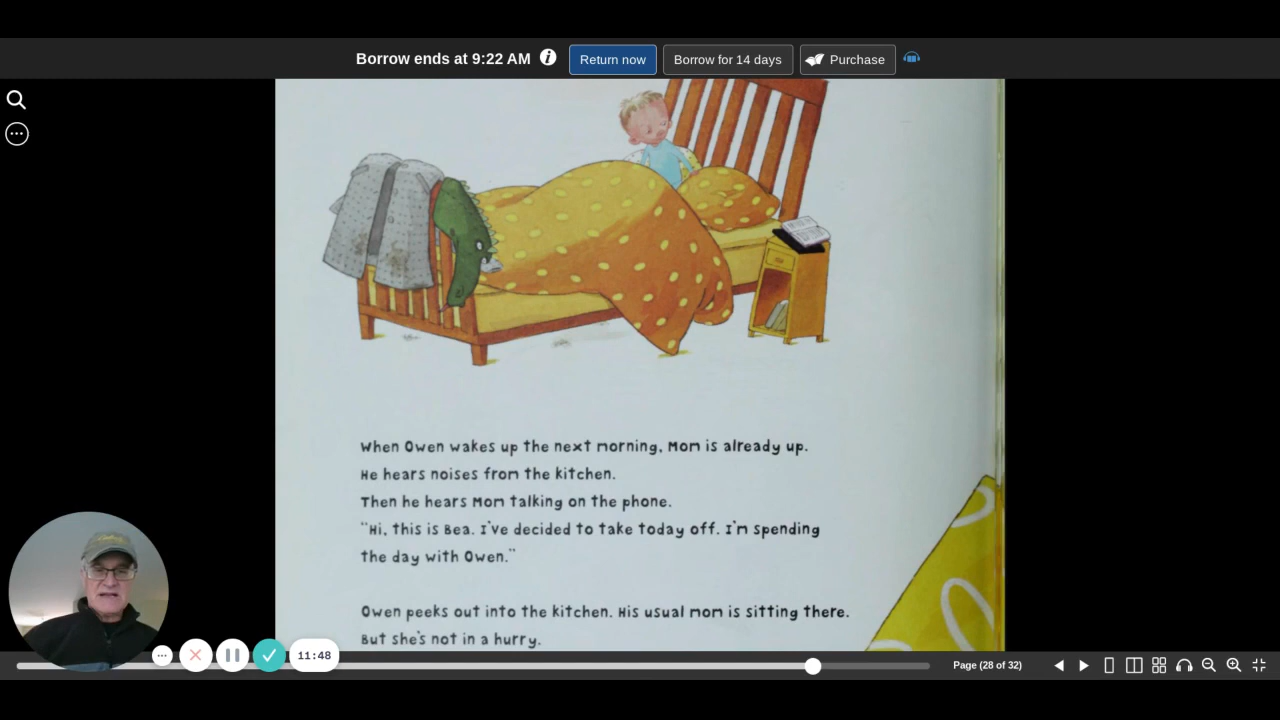 Borrow ends at 9:22 AM
Return now
Borrow for 14 days
Purchase
When Owen wakes up the next morning, Mom is already up.
He hears noises from the kitchen.
Then he hears Mom talking on the phone.
"Hi, this is Bea. I've decided to take today off. I'm spending
the day with Owen."
Owen peeks out into the kitchen. His usual mom is sitting there.
But she's not in a hurry.
11:48
Page (28 of 32)